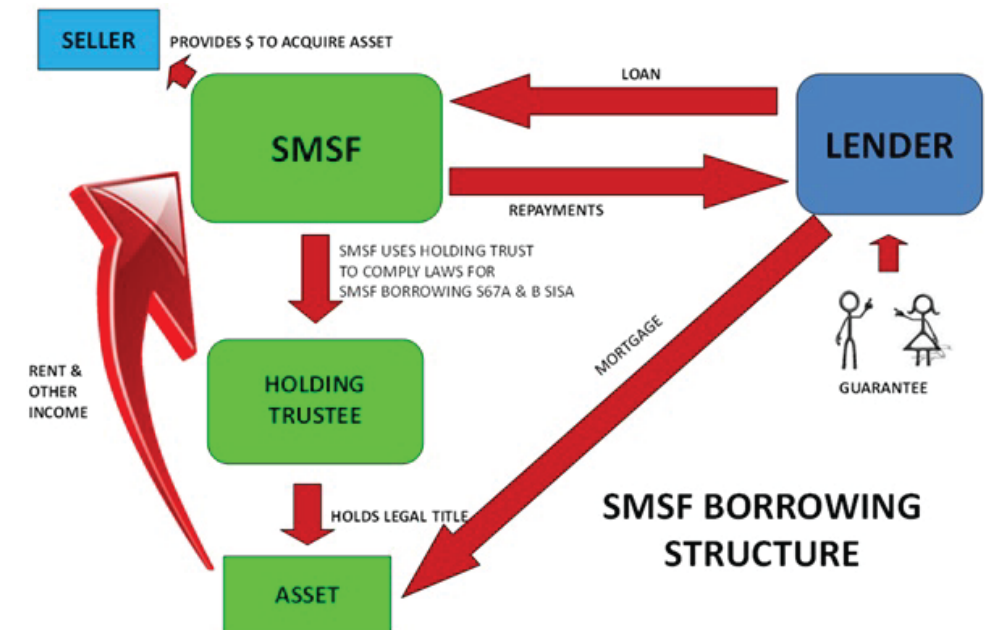 SELLER
PROVIDES $ TO ACQUIRE ASSET
LOAN
SMSF
LENDER
REPAYMENTS
SMSF USES HOLDING TRUST
TO COMPLY LAWS FOR
SMSF BORROWING S67A & B SISA
MORTGAGE
RENT &
OTHER
INCOME
HOLDING
TRUSTEE
GUARANTEE
HOLDS LEGAL TITLE
SMSF BORROWING
STRUCTURE
ASSET